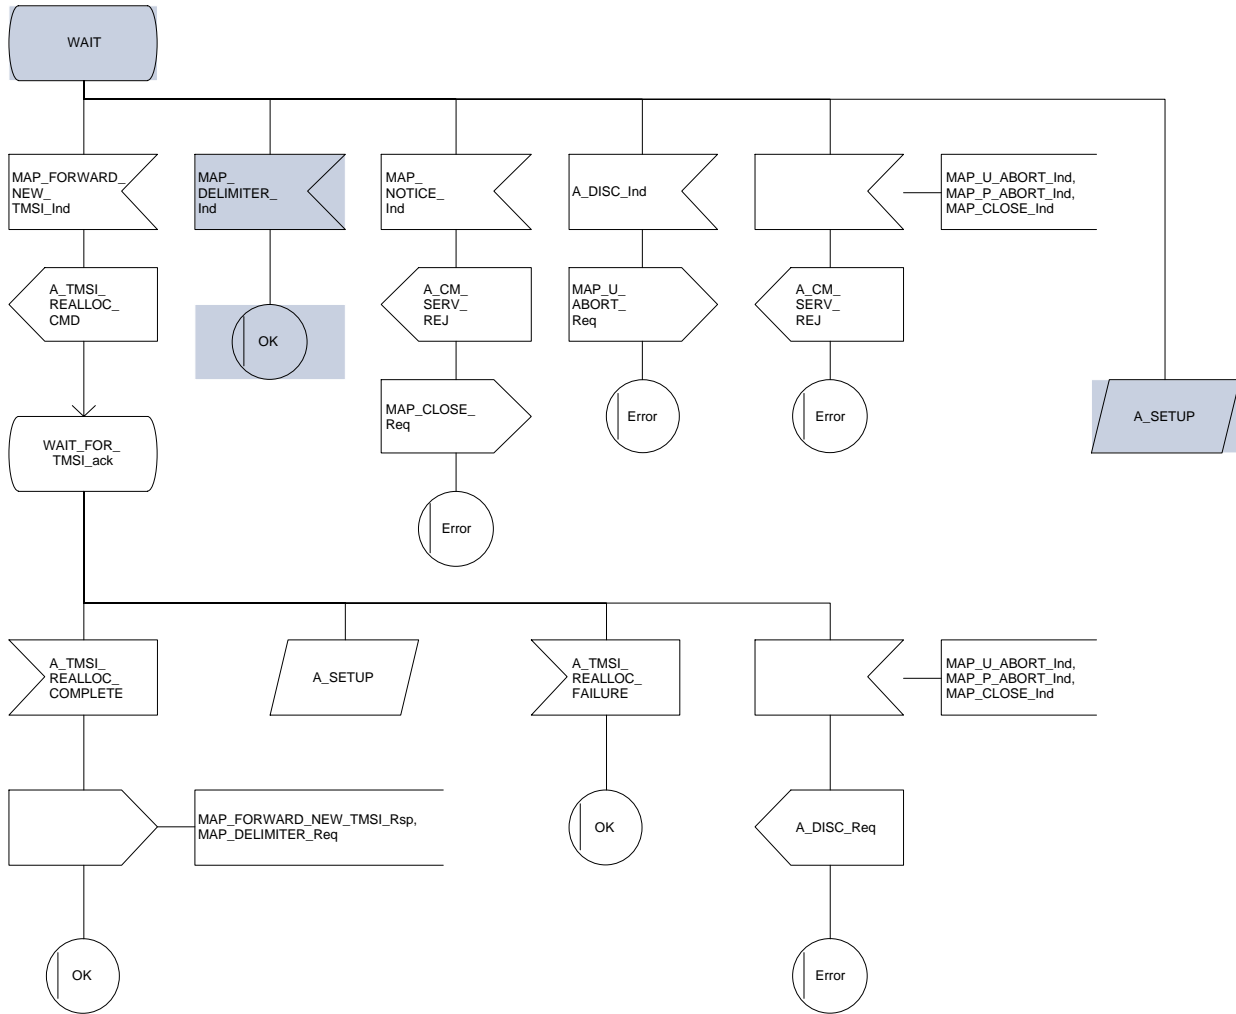 WAIT
MAP_FORWARD_
NEW_
TMSI_Ind
MAP_
DELIMITER_
Ind
MAP_
NOTICE_
Ind
A_DISC_Ind
MAP_U_ABORT_Ind,
MAP_P_ABORT_Ind,
MAP_CLOSE_Ind
A_TMSI_
REALLOC_
CMD
OK
A_CM_
SERV_
REJ
MAP_U_
ABORT_
Req
A_CM_
SERV_
REJ
WAIT_FOR_
TMSI_ack
MAP_CLOSE_
Req
Error
Error
A_SETUP
Error
A_TMSI_
REALLOC_
COMPLETE
A_SETUP
A_TMSI_
REALLOC_
FAILURE
MAP_U_ABORT_Ind,
MAP_P_ABORT_Ind,
MAP_CLOSE_Ind
MAP_FORWARD_NEW_TMSI_Rsp,
MAP_DELIMITER_Req
OK
A_DISC_Req
OK
Error